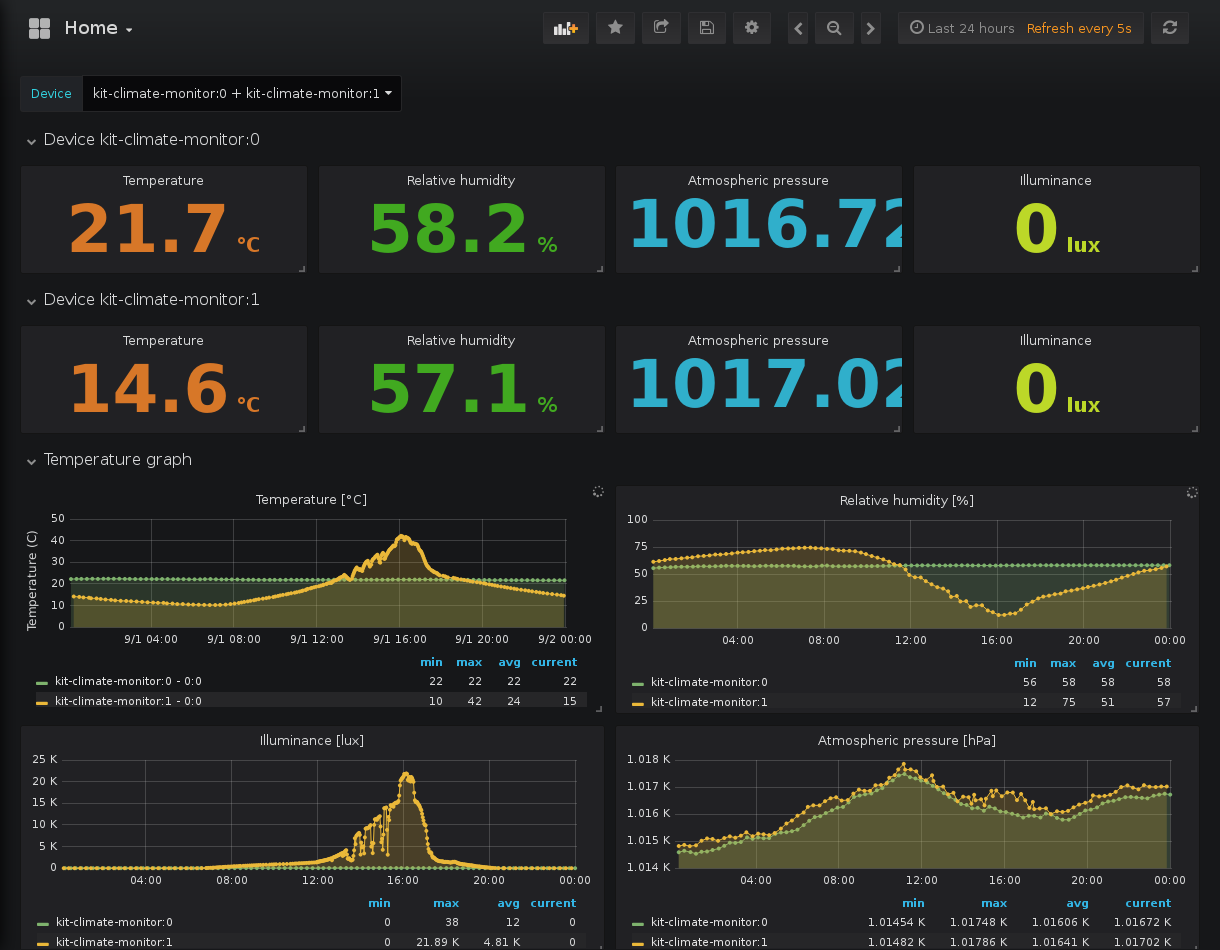 Home
Last 24 hours Refresh every 5s
Device kit-climate-monitor:0 + kit-climate-monitor:1
Device kit-climate-monitor:0
Temperature Relative humidity Atmospheric pressure Illuminance
21.7 °C 58.2 % 1016.72 0 lux
Device kit-climate-monitor:1
Temperature Relative humidity Atmospheric pressure Illuminance
14.6 °C 57.1 % 1017.02 0 lux
Temperature graph
Temperature [°C]
Temperature (C)
50
40
30
20
10
0
9/1 04:00 9/1 08:00 9/1 12:00 9/1 16:00 9/1 20:00 9/2 00:00
min max avg current
kit-climate-monitor:0 - 0:0 22 22 22 22
kit-climate-monitor:1 - 0:0 10 42 24 15
Relative humidity [%]
100
75
50
25
0
04:00 08:00 12:00 16:00 20:00 00:00
min max avg current
kit-climate-monitor:0 56 58 58 58
kit-climate-monitor:1 12 75 51 57
Illuminance [lux]
25 K
20 K
15 K
10 K
5 K
0
04:00 08:00 12:00 16:00 20:00 00:00
min max avg current
kit-climate-monitor:0 0 38 12 0
kit-climate-monitor:1 0 21.89 K 4.81 K 0
Atmospheric pressure [hPa]
1.018 K
1.017 K
1.016 K
1.015 K
1.014 K
04:00 08:00 12:00 16:00 20:00 00:00
min max avg current
kit-climate-monitor:0 1.01454 K 1.01748 K 1.01606 K 1.01672 K
kit-climate-monitor:1 1.01482 K 1.01786 K 1.01641 K 1.01702 K